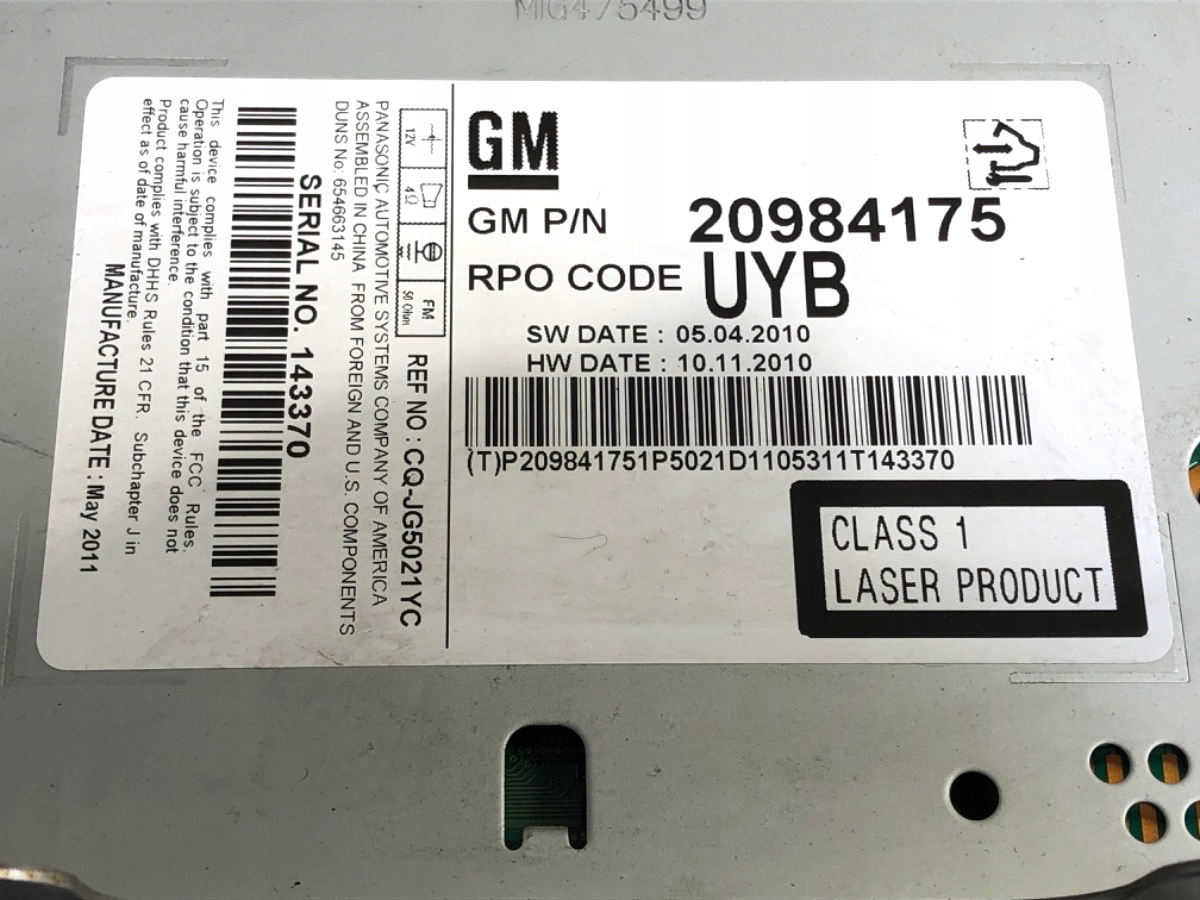 MIG475499
GM
GM P/N 20984175
RPO CODE UYB
SW DATE : 05.04.2010
HW DATE : 10.11.2010
(T)P209841751P5021D1105311T143370
CLASS 1
LASER PRODUCT
12V
4Ω
FM
50 Ohm
REF NO : CQ-JG5021YC
PANASONIC AUTOMOTIVE SYSTEMS COMPANY OF AMERICA
ASSEMBLED IN CHINA FROM FOREIGN AND U.S. COMPONENTS
DUNS No: 654663145
SERIAL NO. 143370
This device complies with part 15 of the FCC Rules.
Operation is subject to the condition that this device does not
cause harmful interference.
Product complies with DHHS Rules 21 CFR. Subchapter J in
effect as of date of manufacture.
MANUFACTURE DATE : May 2011